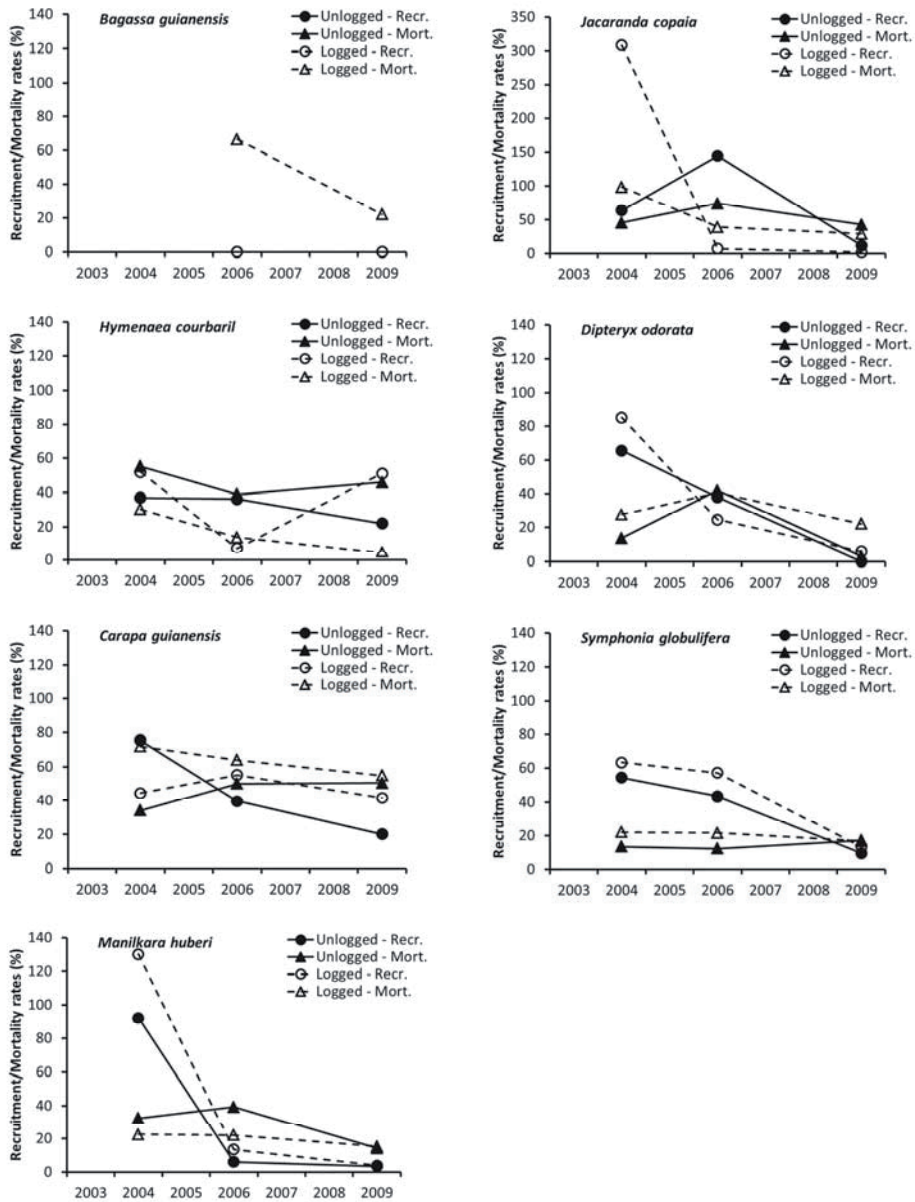 Bagassa guianensis
Recruitment/Mortality rates (%)
140
120
100
80
60
40
20
0
2003 2004 2005 2006 2007 2008 2009
Unlogged - Recr.
Unlogged - Mort.
Logged - Recr.
Logged - Mort.
Jacaranda copaia
Recruitment/Mortality rates (%)
350
300
250
200
150
100
50
0
2003 2004 2005 2006 2007 2008 2009
Unlogged - Recr.
Unlogged - Mort.
Logged - Recr.
Logged - Mort.
Hymenaea courbaril
Recruitment/Mortality rates (%)
140
120
100
80
60
40
20
0
2003 2004 2005 2006 2007 2008 2009
Unlogged - Recr.
Unlogged - Mort.
Logged - Recr.
Logged - Mort.
Dipteryx odorata
Recruitment/Mortality rates (%)
140
120
100
80
60
40
20
0
2003 2004 2005 2006 2007 2008 2009
Unlogged - Recr.
Unlogged - Mort.
Logged - Recr.
Logged - Mort.
Carapa guianensis
Recruitment/Mortality rates (%)
140
120
100
80
60
40
20
0
2003 2004 2005 2006 2007 2008 2009
Unlogged - Recr.
Unlogged - Mort.
Logged - Recr.
Logged - Mort.
Symphonia globulifera
Recruitment/Mortality rates (%)
140
120
100
80
60
40
20
0
2003 2004 2005 2006 2007 2008 2009
Unlogged - Recr.
Unlogged - Mort.
Logged - Recr.
Logged - Mort.
Manilkara huberi
Recruitment/Mortality rates (%)
140
120
100
80
60
40
20
0
2003 2004 2005 2006 2007 2008 2009
Unlogged - Recr.
Unlogged - Mort.
Logged - Recr.
Logged - Mort.